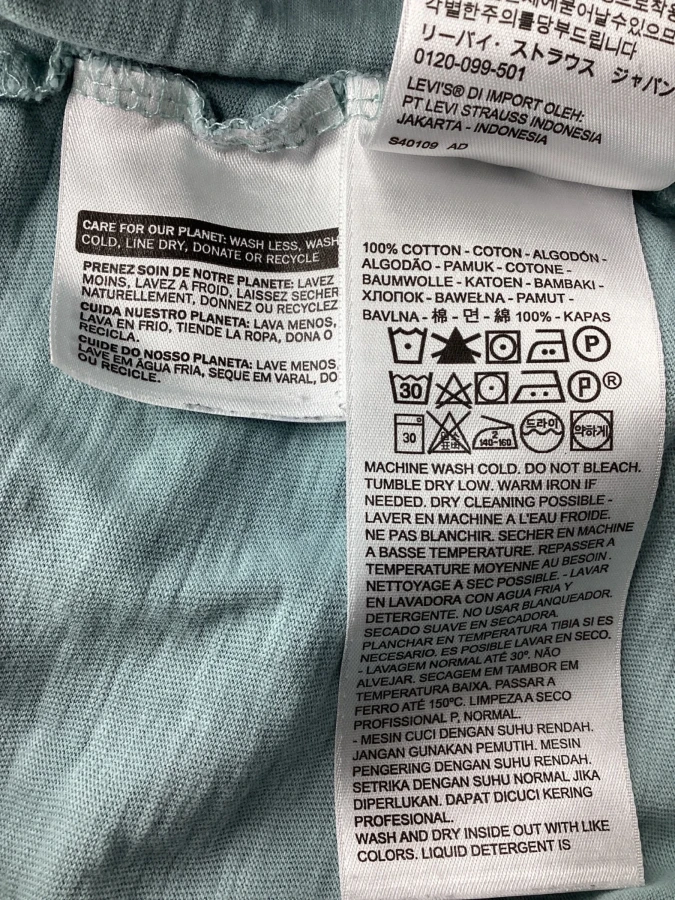 각별한주의를당부드립니다
リーバイ・ストラウス ジャパン
0120-099-501
LEVI'S® DI IMPORT OLEH:
PT LEVI STRAUSS INDONESIA
JAKARTA - INDONESIA
S40109 AD
CARE FOR OUR PLANET: WASH LESS, WASH
COLD, LINE DRY, DONATE OR RECYCLE
PRENEZ SOIN DE NOTRE PLANETE: LAVEZ
MOINS, LAVEZ A FROID, LAISSEZ SECHER
NATURELLEMENT, DONNEZ OU RECYCLEZ
CUIDA NUESTRO PLANETA: LAVA MENOS,
LAVA EN FRIO, TIENDE LA ROPA, DONA O
RECICLA.
CUIDE DO NOSSO PLANETA: LAVE MENOS,
LAVE EM ÁGUA FRIA, SEQUE EM VARAL, DO
OU RECICLE.
100% COTTON - COTON - ALGODÓN -
ALGODÃO - PAMUK - COTONE -
BAUMWOLLE - KATOEN - BAMBAKI -
ХЛОПОК - BAWEŁNA - PAMUT -
BAVLNA - 棉 - 면 - 綿 100% - KAPAS
P
30 P ®
30 2 140-160 드라이 약하게
MACHINE WASH COLD. DO NOT BLEACH.
TUMBLE DRY LOW. WARM IRON IF
NEEDED. DRY CLEANING POSSIBLE -
LAVER EN MACHINE A L'EAU FROIDE.
NE PAS BLANCHIR. SECHER EN MACHINE
A BASSE TEMPERATURE. REPASSER A
TEMPERATURE MOYENNE AU BESOIN.
NETTOYAGE A SEC POSSIBLE. - LAVAR
EN LAVADORA CON AGUA FRIA Y
DETERGENTE. NO USAR BLANQUEADOR.
SECADO SUAVE EN SECADORA.
PLANCHAR EN TEMPERATURA TIBIA SI ES
NECESARIO. ES POSIBLE LAVAR EN SECO.
- LAVAGEM NORMAL ATÉ 30º. NÃO
ALVEJAR. SECAGEM EM TAMBOR EM
TEMPERATURA BAIXA. PASSAR A
FERRO ATÉ 150ºC. LIMPEZA A SECO
PROFISSIONAL P, NORMAL.
- MESIN CUCI DENGAN SUHU RENDAH.
JANGAN GUNAKAN PEMUTIH. MESIN
PENGERING DENGAN SUHU RENDAH.
SETRIKA DENGAN SUHU NORMAL JIKA
DIPERLUKAN. DAPAT DICUCI KERING
PROFESIONAL.
WASH AND DRY INSIDE OUT WITH LIKE
COLORS. LIQUID DETERGENT IS